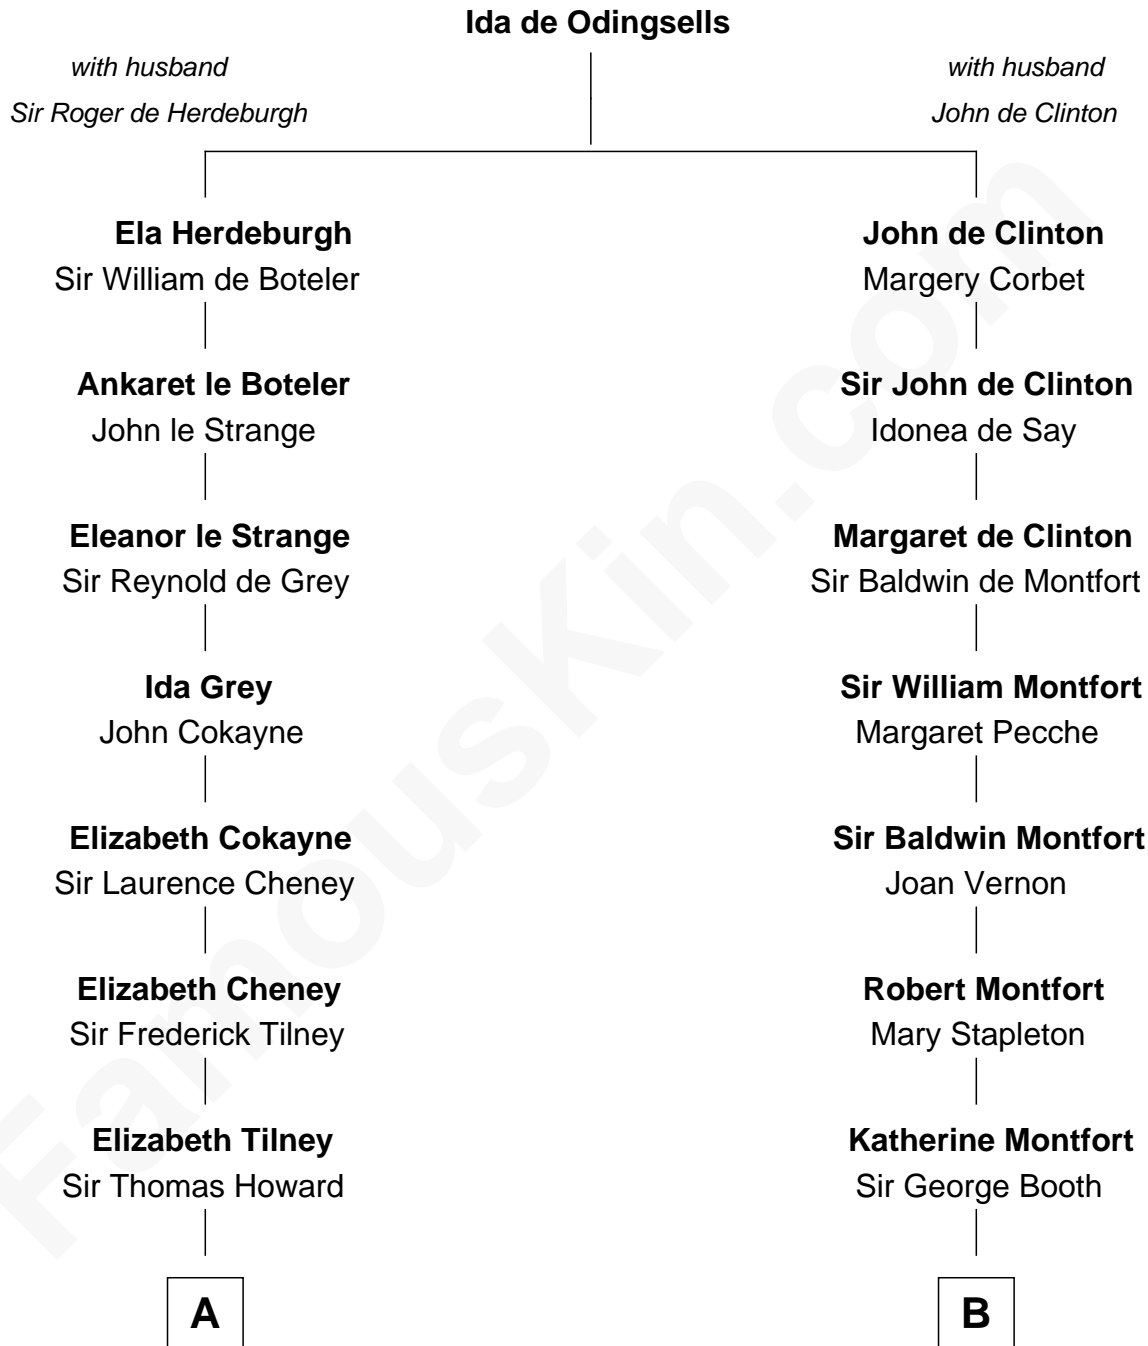 Ida de Odingsells
with husband
Sir Roger de Herdeburgh
with husband
John de Clinton
Ela Herdeburgh
Sir William de Boteler
Ankaret le Boteler
John le Strange
Eleanor le Strange
Sir Reynold de Grey
Ida Grey
John Cokayne
Elizabeth Cokayne
Sir Laurence Cheney
Elizabeth Cheney
Sir Frederick Tilney
Elizabeth Tilney
Sir Thomas Howard
A
John de Clinton
Margery Corbet
Sir John de Clinton
Idonea de Say
Margaret de Clinton
Sir Baldwin de Montfort
Sir William Montfort
Margaret Pecche
Sir Baldwin Montfort
Joan Vernon
Robert Montfort
Mary Stapleton
Katherine Montfort
Sir George Booth
B
FamousKin.com